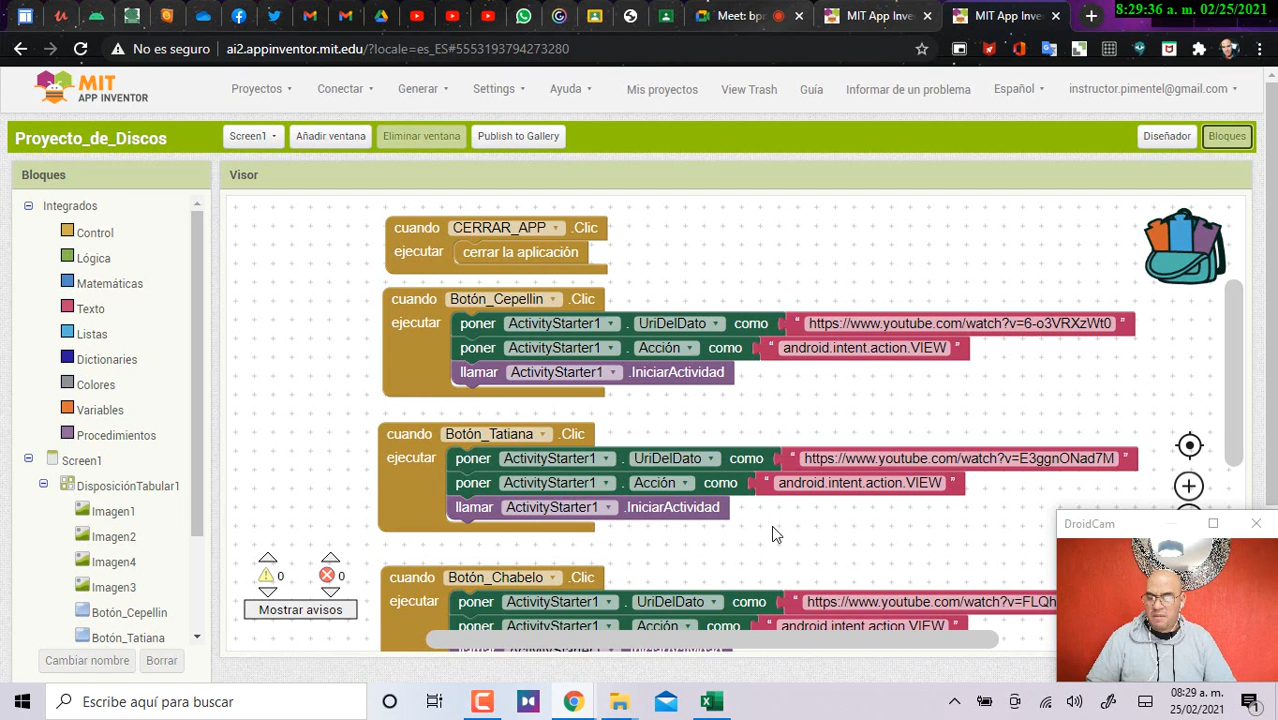 8:29:36 a. m. 02/25/2021
Meet: bpr
MIT App Inver
MIT App Inven
No es seguro
ai2.appinventor.mit.edu/?locale=es_ES#5553193794273280
MIT
APP INVENTOR
Proyectos
Conectar
Generar
Settings
Ayuda
Mis proyectos
View Trash
Guía
Informar de un problema
Español
instructor.pimentel@gmail.com
Proyecto_de_Discos
Screen1
Añadir ventana
Eliminar ventana
Publish to Gallery
Diseñador
Bloques
Bloques
Visor
Integrados
Control
Lógica
Matemáticas
Texto
Listas
Dictionaries
Colores
Variables
Procedimientos
Screen1
DisposiciónTabular1
Imagen1
Imagen2
Imagen4
Imagen3
Botón_Cepellin
Botón_Tatiana
Cambiar nombre
Borrar
cuando CERRAR_APP .Clic
ejecutar cerrar la aplicación
cuando Botón_Cepellin .Clic
ejecutar poner ActivityStarter1 . UriDelDato como " https://www.youtube.com/watch?v=6-o3VRXzWt0 "
poner ActivityStarter1 . Acción como " android.intent.action.VIEW "
llamar ActivityStarter1 .IniciarActividad
cuando Botón_Tatiana .Clic
ejecutar poner ActivityStarter1 . UriDelDato como " https://www.youtube.com/watch?v=E3ggnONad7M "
poner ActivityStarter1 . Acción como " android.intent.action.VIEW "
llamar ActivityStarter1 .IniciarActividad
cuando Botón_Chabelo .Clic
ejecutar poner ActivityStarter1 . UriDelDato como " https://www.youtube.com/watch?v=FLQh
poner ActivityStarter1 . Acción como " android.intent.action.VIEW "
0
0
Mostrar avisos
DroidCam
Escribe aquí para buscar
08:29 a. m.
25/02/2021
1